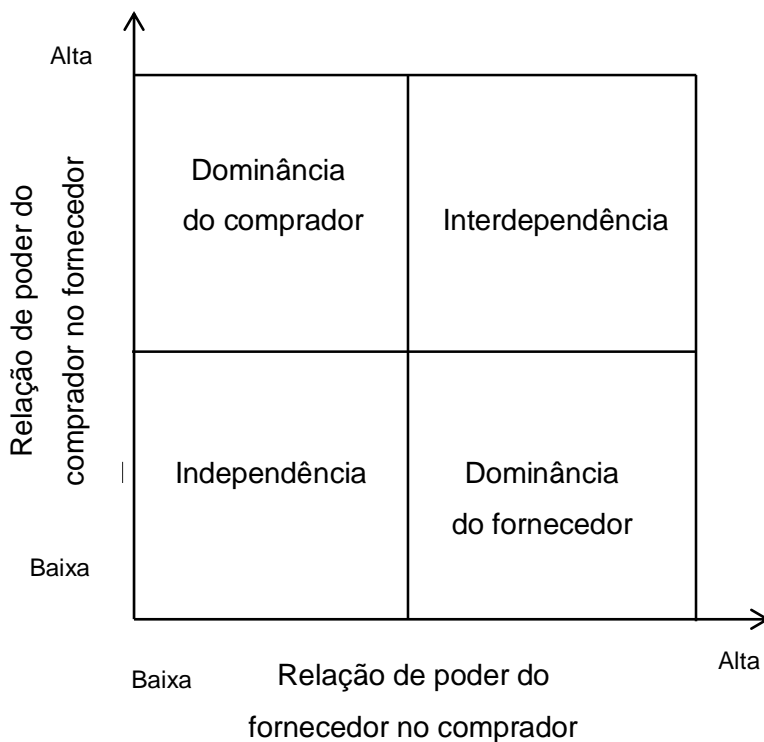 Alta
Relação de poder do
comprador no fornecedor
Dominância
do comprador
Interdependência
Independência
Dominância
do fornecedor
Baixa
Baixa
Relação de poder do
fornecedor no comprador
Alta